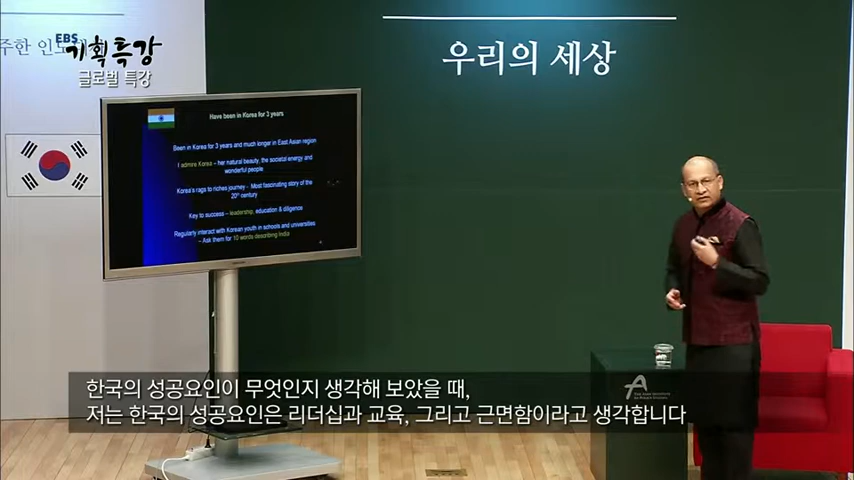 EBS
기획특강
글로벌 특강
우리의 세상
Have been in Korea for 3 years
Been in Korea for 3 years and much longer in East Asian region
I admire Korea – her natural beauty, the societal energy and
wonderful people
Korea's rags to riches journey - Most fascinating story of the
20th century
Key to success – leadership, education & diligence
Regularly interact with Korean youth in schools and universities
– Ask them for 10 words describing India
한국의 성공요인이 무엇인지 생각해 보았을 때,
저는 한국의 성공요인은 리더십과 교육, 그리고 근면함이라고 생각합니다